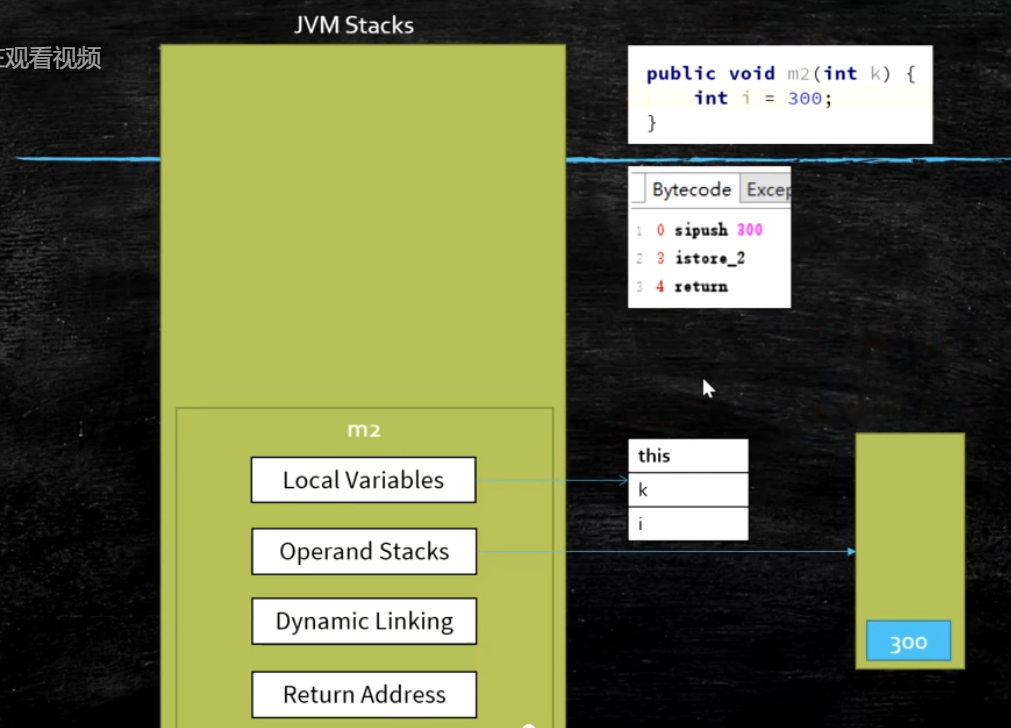 JVM Stacks
在观看视频
public void m2(int k) {
int i = 300;
}
Bytecode
Excep
1 0 sipush 300
2 3 istore_2
3 4 return
m2
Local Variables
Operand Stacks
Dynamic Linking
Return Address
this
k
i
300